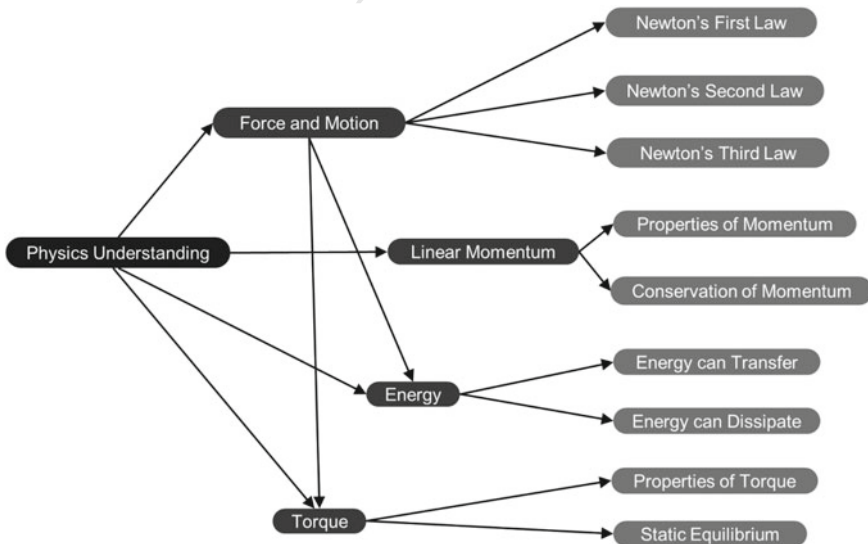 Newton's First Law
Newton's Second Law
Force and Motion
Newton's Third Law
Properties of Momentum
Physics Understanding
Linear Momentum
Conservation of Momentum
Energy can Transfer
Energy
Energy can Dissipate
Properties of Torque
Torque
Static Equilibrium